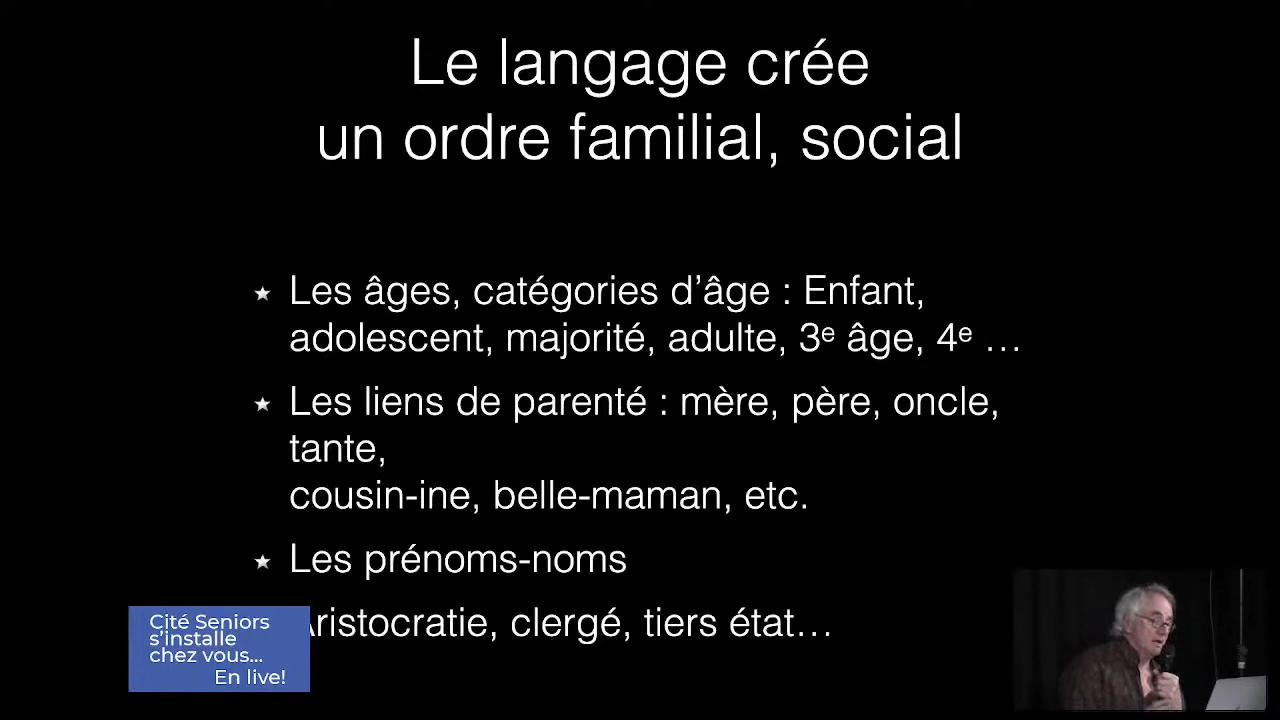 Le langage crée
un ordre familial, social
Les âges, catégories d’âge : Enfant,
adolescent, majorité, adulte, 3e âge, 4e …
Les liens de parenté : mère, père, oncle,
tante,
cousin-ine, belle-maman, etc.
Les prénoms-noms
Aristocratie, clergé, tiers état…
Cité Seniors
s’installe
chez vous...
En live!